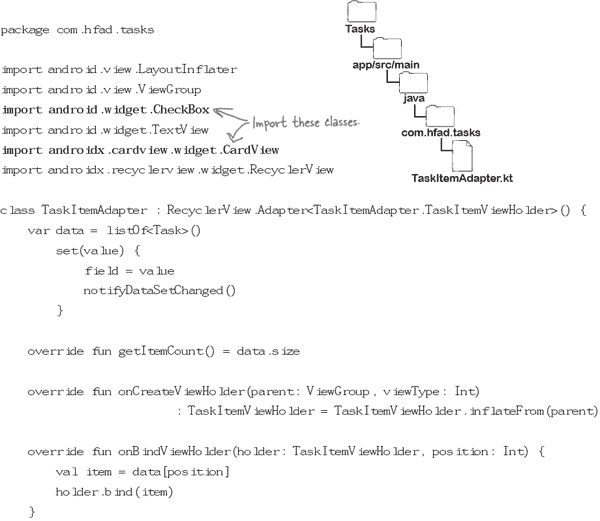 package com.hfad.tasks
import android.view.LayoutInflater
import android.view.ViewGroup
import android.widget.CheckBox
import android.widget.TextView
import androidx.cardview.widget.CardView
import androidx.recyclerview.widget.RecyclerView
Import these classes.
Tasks
app/src/main
java
com.hfad.tasks
TaskItemAdapter.kt
class TaskItemAdapter : RecyclerView.Adapter<TaskItemAdapter.TaskItemViewHolder>() {
var data = listOf<Task>()
set(value) {
field = value
notifyDataSetChanged()
}
override fun getItemCount() = data.size
override fun onCreateViewHolder(parent: ViewGroup, viewType: Int)
: TaskItemViewHolder = TaskItemViewHolder.inflateFrom(parent)
override fun onBindViewHolder(holder: TaskItemViewHolder, position: Int) {
val item = data[position]
holder.bind(item)
}